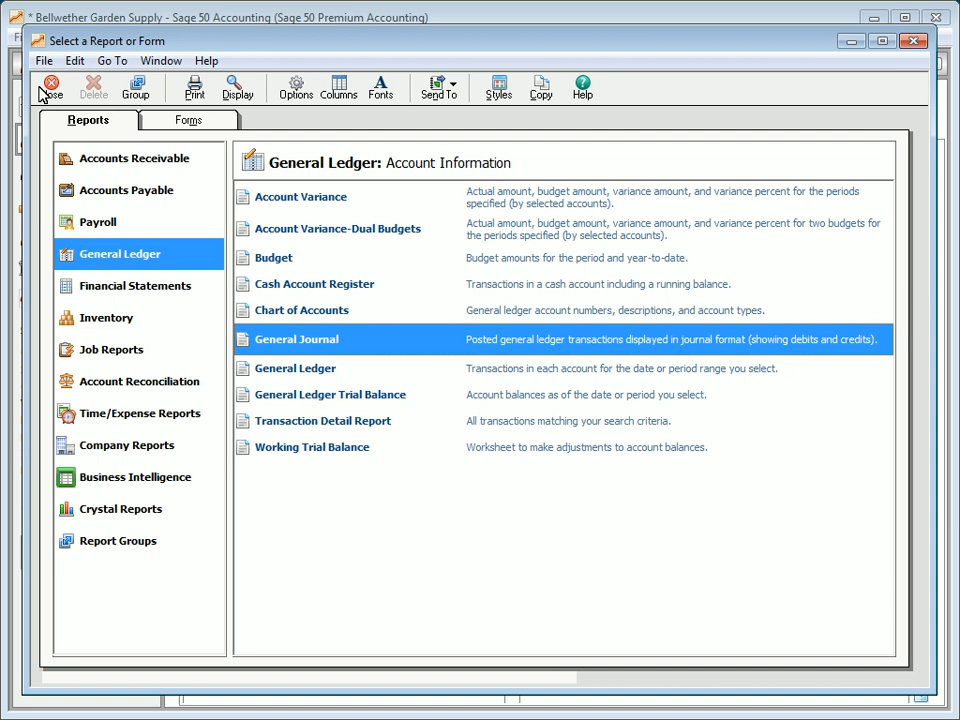 * Bellwether Garden Supply - Sage 50 Accounting (Sage 50 Premium Accounting)
Select a Report or Form
File Edit Go To Window Help
Delete Group Print Display Options Columns Fonts Send To Styles Copy Help
Reports Forms
Accounts Receivable
Accounts Payable
Payroll
General Ledger
Financial Statements
Inventory
Job Reports
Account Reconciliation
Time/Expense Reports
Company Reports
Business Intelligence
Crystal Reports
Report Groups
General Ledger: Account Information
Account Variance Actual amount, budget amount, variance amount, and variance percent for the periods
specified (by selected accounts).
Account Variance-Dual Budgets Actual amount, budget amount, variance amount, and variance percent for two budgets for
the periods specified (by selected accounts).
Budget Budget amounts for the period and year-to-date.
Cash Account Register Transactions in a cash account including a running balance.
Chart of Accounts General ledger account numbers, descriptions, and account types.
General Journal Posted general ledger transactions displayed in journal format (showing debits and credits).
General Ledger Transactions in each account for the date or period range you select.
General Ledger Trial Balance Account balances as of the date or period you select.
Transaction Detail Report All transactions matching your search criteria.
Working Trial Balance Worksheet to make adjustments to account balances.